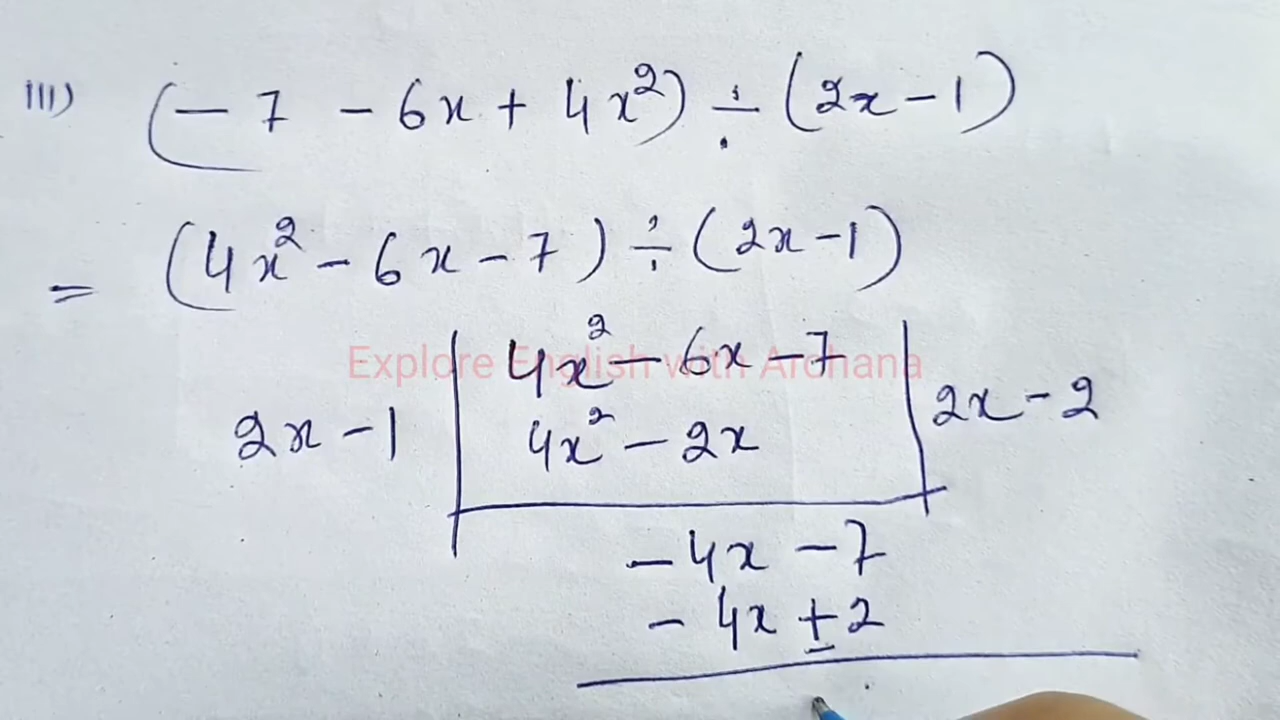 iii) (-7 - 6x + 4x²) ÷ (2x-1)
= (4x² - 6x - 7) ÷ (2x-1)
Explore English with Archana
4x² - 6x - 7
2x - 1 | 4x² - 2x | 2x - 2
-4x - 7
- 4x + 2